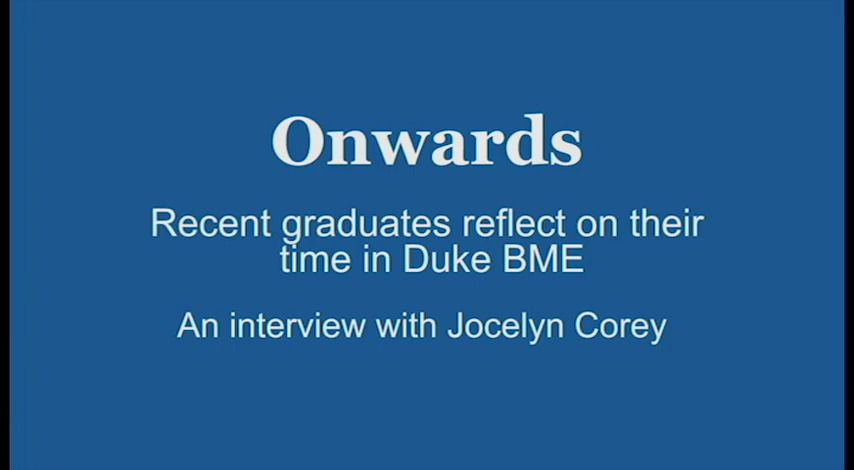 Onwards
Recent graduates reflect on their
time in Duke BME
An interview with Jocelyn Corey